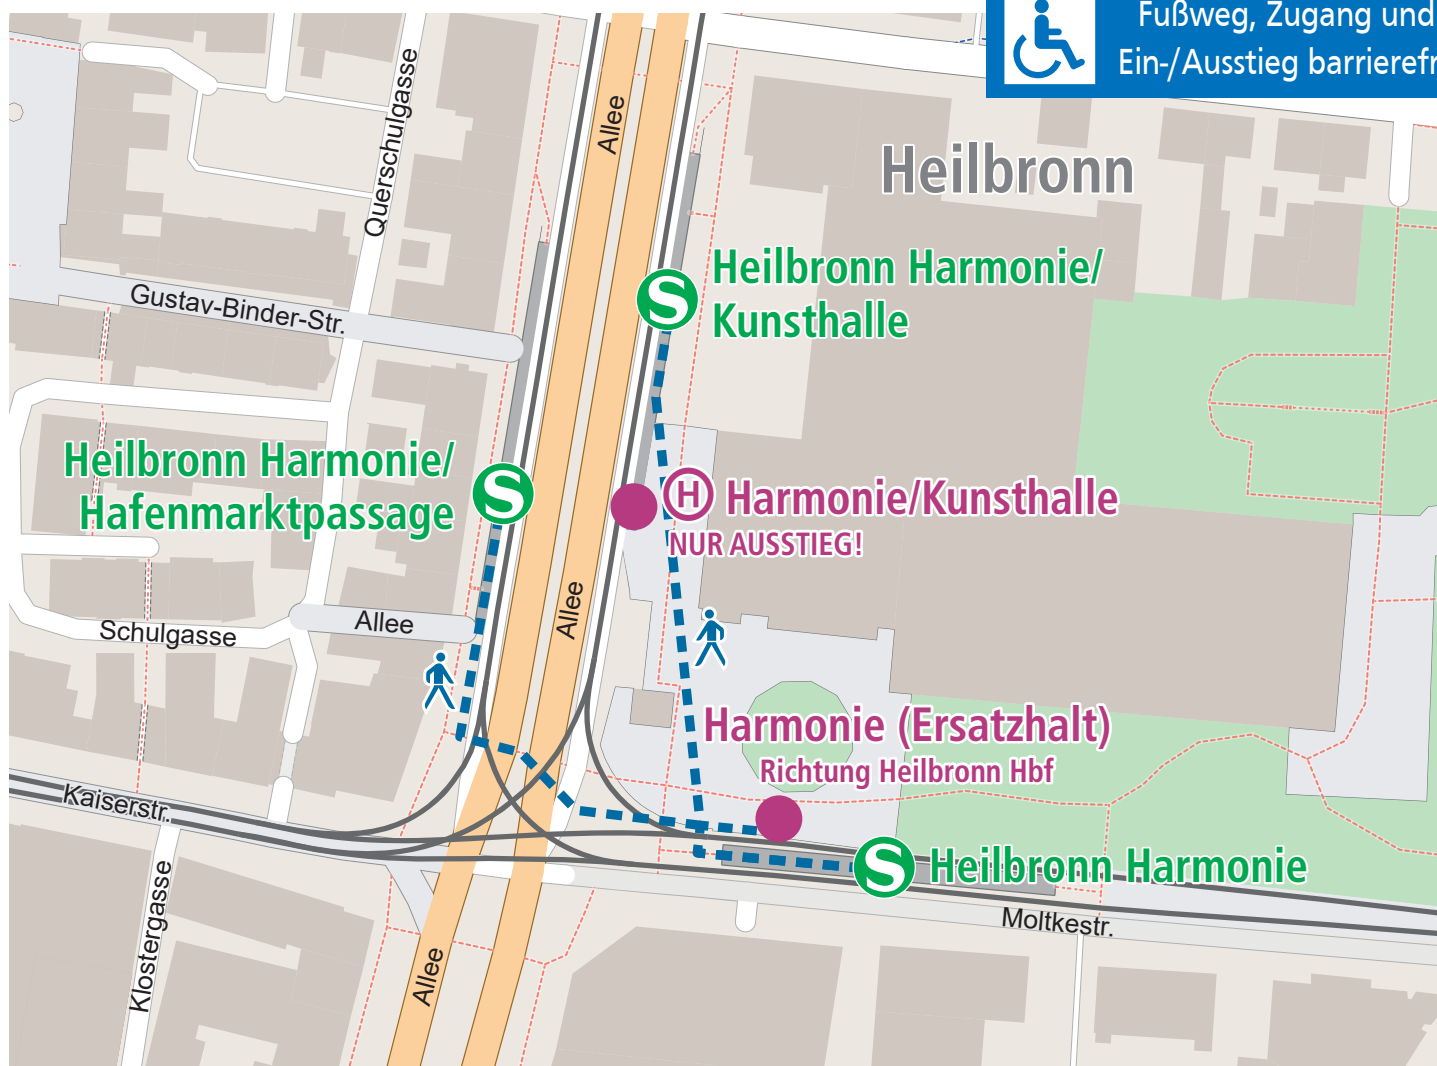 Fußweg, Zugang und
Ein-/Ausstieg barrierefr
Allee
Querschulgasse
Heilbronn
Heilbronn Harmonie/
Kunsthalle
S
Gustav-Binder-Str.
Heilbronn Harmonie/
Hafenmarktpassage
S
H Harmonie/Kunsthalle
NUR AUSSTIEG!
Allee
Allee
Schulgasse
Harmonie (Ersatzhalt)
Richtung Heilbronn Hbf
Kaiserstr.
S Heilbronn Harmonie
Moltkestr.
Klostergasse
Allee